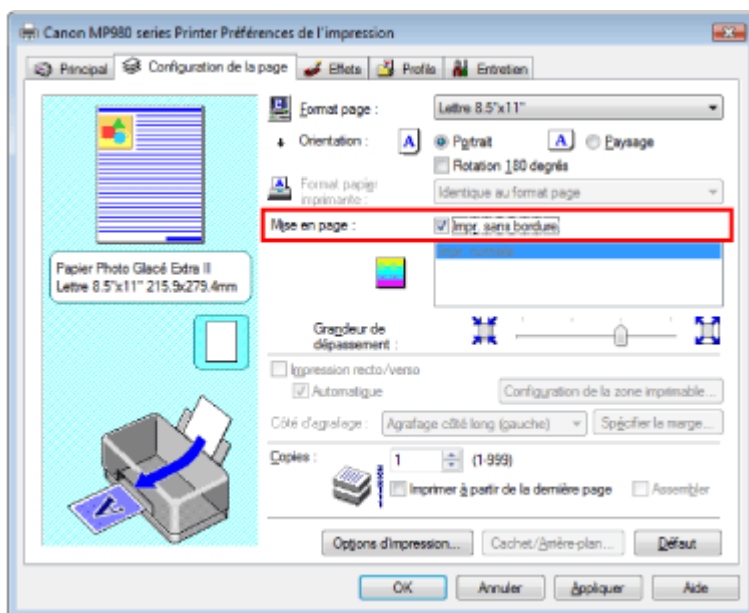 Canon MP980 series Printer Préférences de l'impression
Principal Configuration de la page Effets Profils Entretien
Format page : Lettre 8.5"x11"
Orientation : A Portrait A Paysage
Rotation 180 degrés
Format papier
imprimante : Identique au format page
Mise en page : Impr. sans bordure
Papier Photo Glacé Extra II
Lettre 8.5"x11" 215.9x279.4mm
Grandeur de
dépassement :
Impression recto/verso
Automatique Configuration de la zone imprimable...
Côté d'agrafage : Agrafage côté long (gauche) Spécifier la marge...
Copies : 1 (1-999)
Imprimer à partir de la dernière page Assembler
Options d'impression... Cachet/Arrière-plan... Défaut
OK Annuler Appliquer Aide